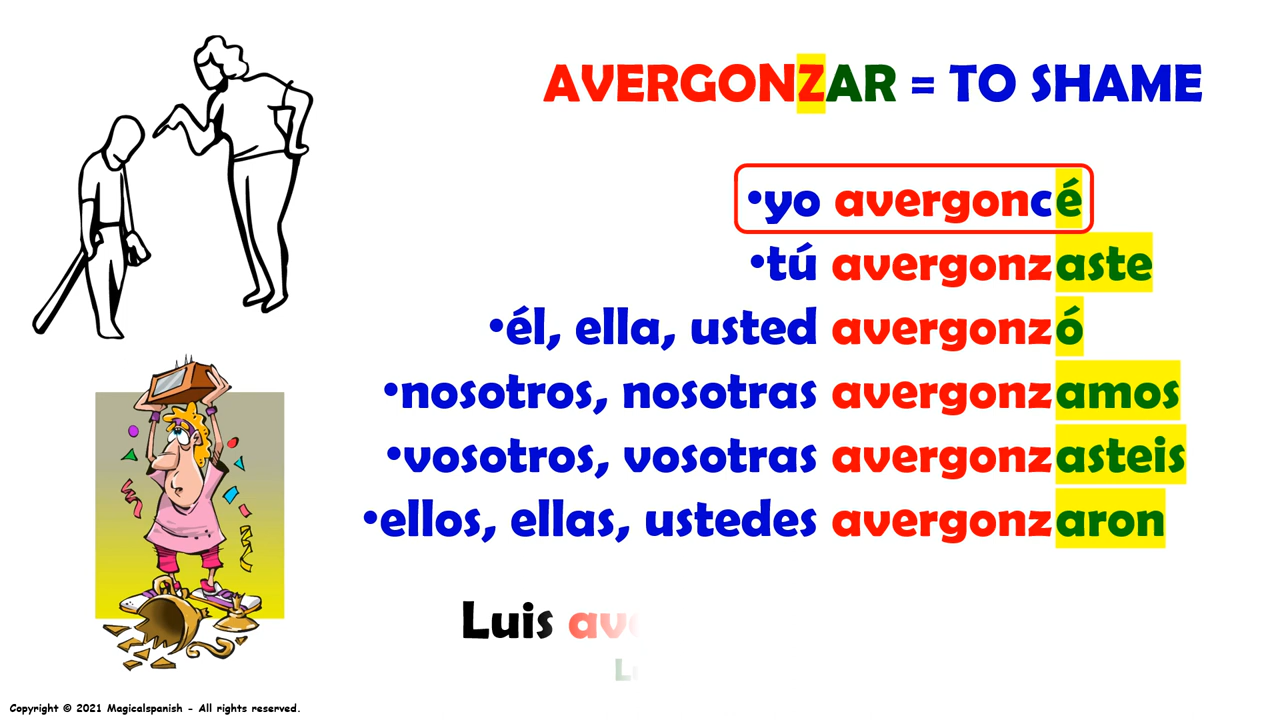 AVERGONZAR = TO SHAME
•yo avergoncé
•tú avergonzaste
•él, ella, usted avergonzó
•nosotros, nosotras avergonzamos
•vosotros, vosotras avergonzasteis
•ellos, ellas, ustedes avergonzaron
Luis
Copyright © 2021 Magicalspanish - All rights reserved.